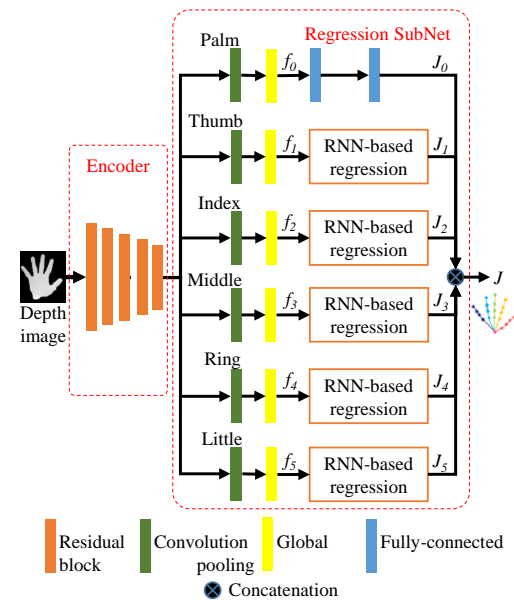 Regression SubNet
Palm
f0
J0
Encoder
Thumb
f1
RNN-based
regression
J1
Index
f2
RNN-based
regression
J2
Depth
image
Middle
f3
RNN-based
regression
J3
J
Ring
f4
RNN-based
regression
J4
Little
f5
RNN-based
regression
J5
Residual
block
Convolution
pooling
Global
Fully-connected
Concatenation